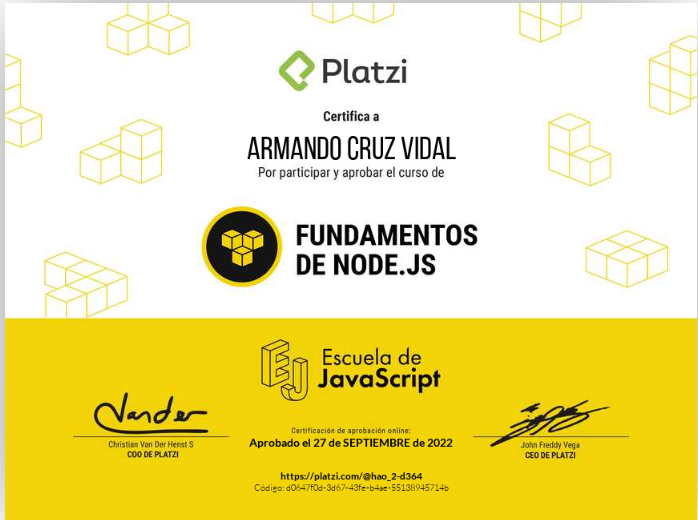 Platzi
Certifica a
ARMANDO CRUZ VIDAL
Por participar y aprobar el curso de
FUNDAMENTOS
DE NODE.JS
EJ
Escuela de
JavaScript
Christian Van Der Henst S
COO DE PLATZI
Certificación de aprobación online:
Aprobado el 27 de SEPTIEMBRE de 2022
John Freddy Vega
CEO DE PLATZI
https://platzi.com/@hao_2-d364
Código: d0647f0d-3d67-43fe-b4ae-55138945714b